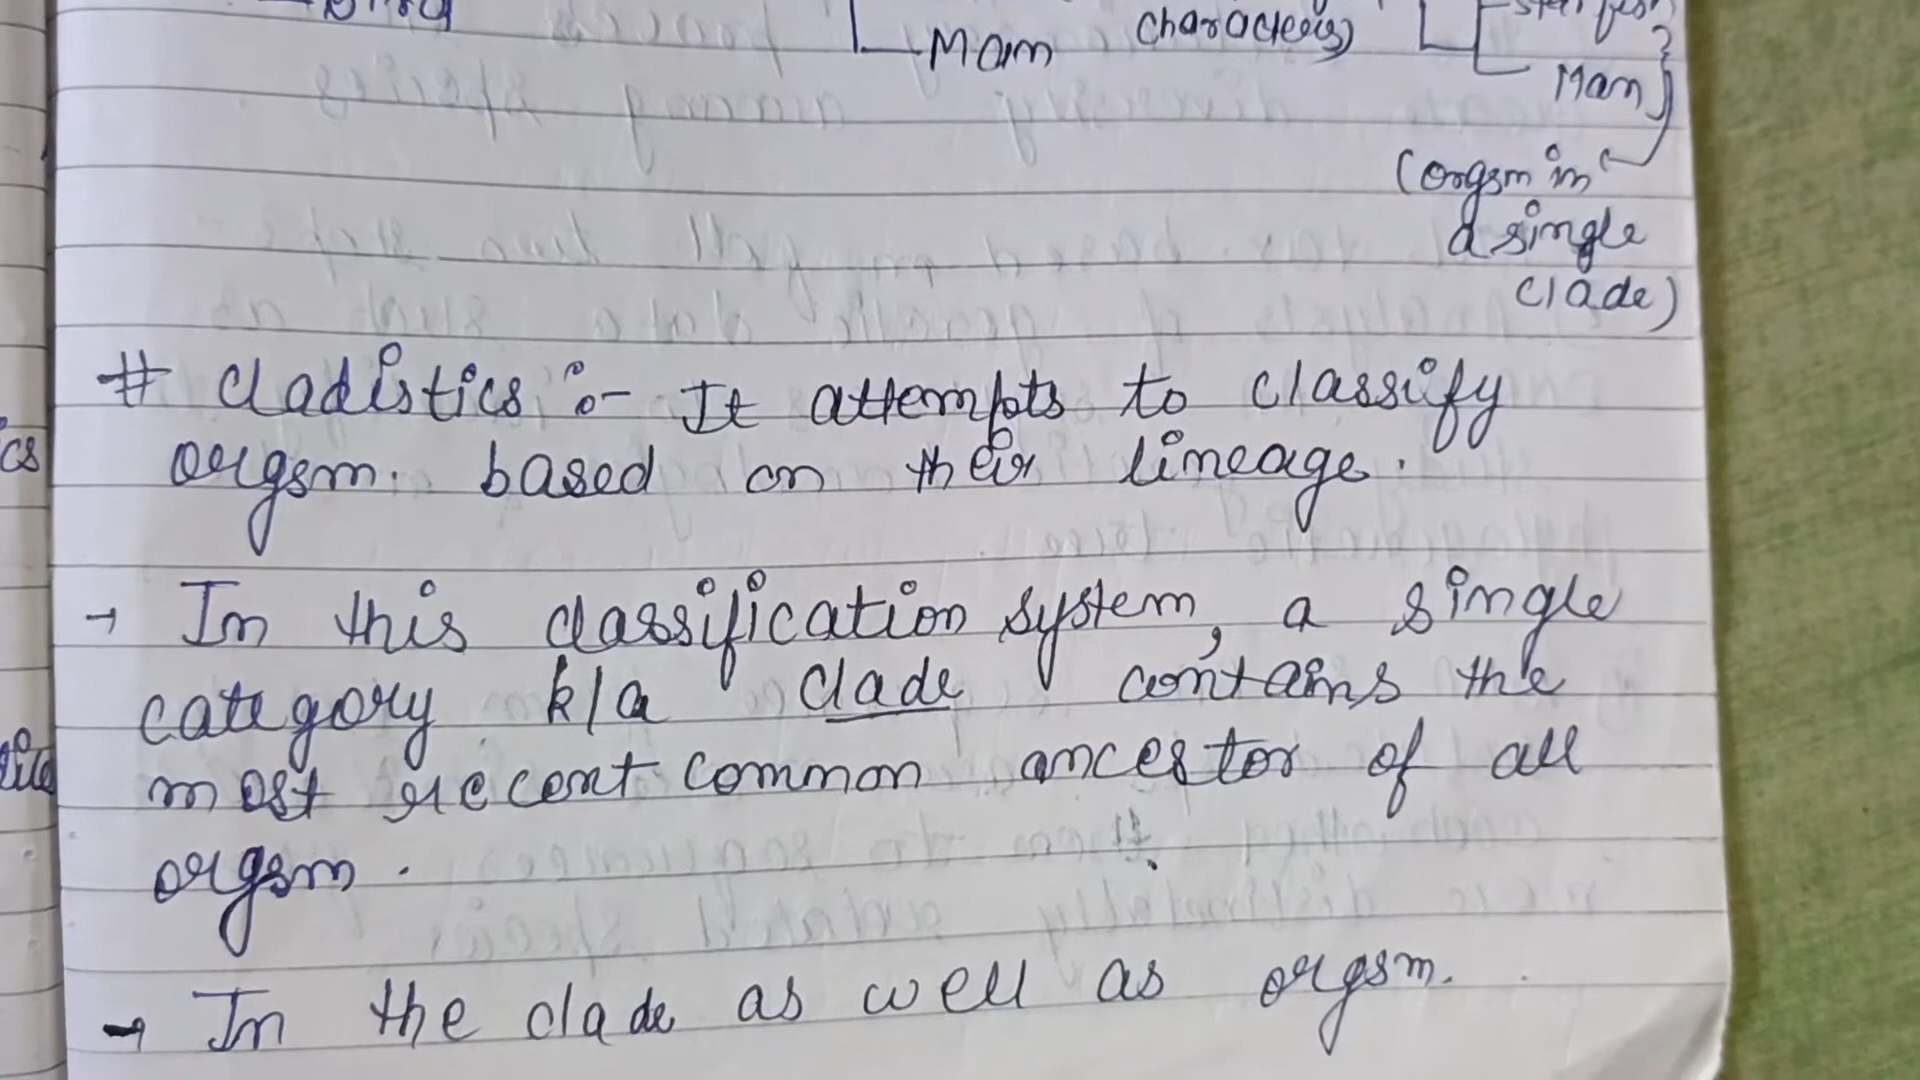 Mam characters)
Man
(orgsm in
a single
clade)
# cladistics :- It attempts to classify
orgsm. based on their lineage.
→ In this classification system, a single
category k/a clade contains the
most recent common ancestor of all
orgsm.
→ In the clade as well as orgsm.